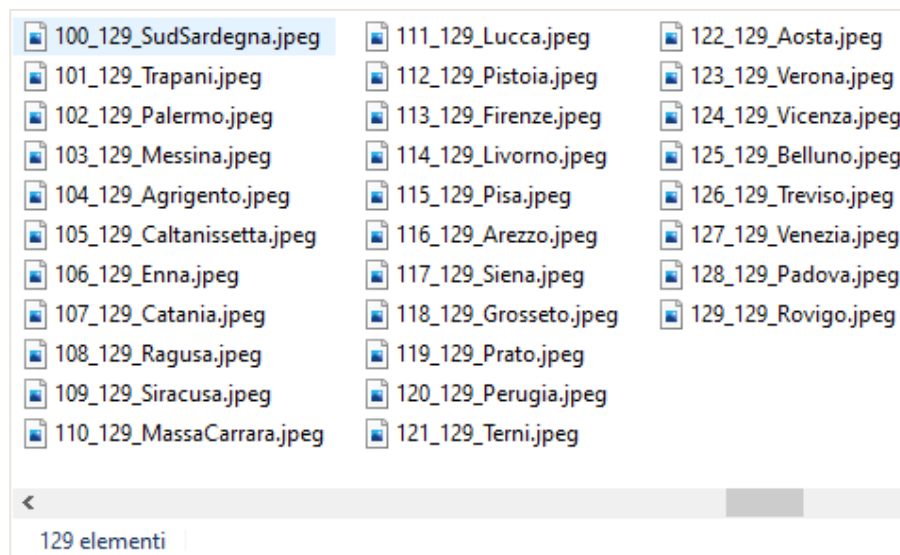 100_129_SudSardegna.jpeg
101_129_Trapani.jpeg
102_129_Palermo.jpeg
103_129_Messina.jpeg
104_129_Agrigento.jpeg
105_129_Caltanissetta.jpeg
106_129_Enna.jpeg
107_129_Catania.jpeg
108_129_Ragusa.jpeg
109_129_Siracusa.jpeg
110_129_MassaCarrara.jpeg
111_129_Lucca.jpeg
112_129_Pistoia.jpeg
113_129_Firenze.jpeg
114_129_Livorno.jpeg
115_129_Pisa.jpeg
116_129_Arezzo.jpeg
117_129_Siena.jpeg
118_129_Grosseto.jpeg
119_129_Prato.jpeg
120_129_Perugia.jpeg
121_129_Terni.jpeg
122_129_Aosta.jpeg
123_129_Verona.jpeg
124_129_Vicenza.jpeg
125_129_Belluno.jpeg
126_129_Treviso.jpeg
127_129_Venezia.jpeg
128_129_Padova.jpeg
129_129_Rovigo.jpeg
129 elementi